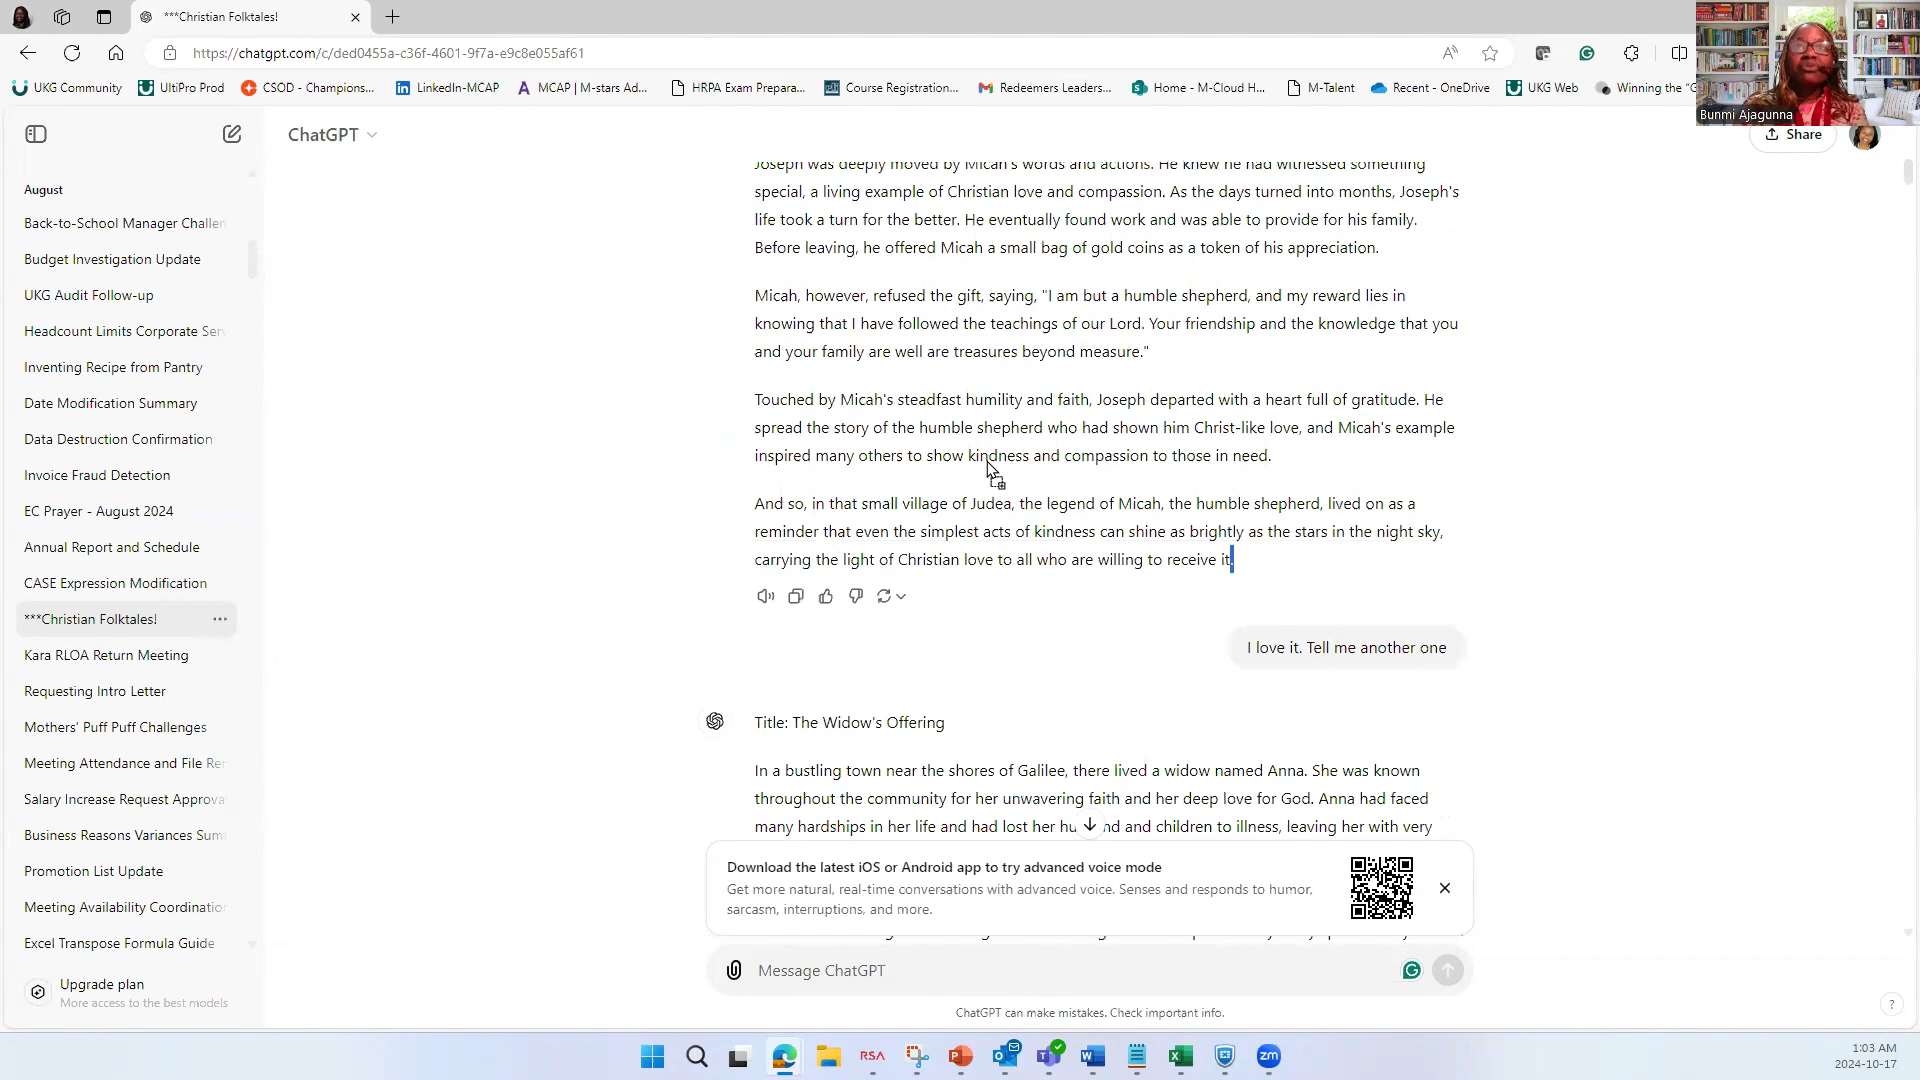 ***Christian Folktales!
https://chatgpt.com/c/ded0455a-c36f-4601-9f7a-e9c8e055af61
UKG Community
UltiPro Prod
CSOD - Champions...
LinkedIn-MCAP
MCAP | M-stars Ad...
HRPA Exam Prepara...
Course Registration...
Redeemers Leaders...
Home - M-Cloud H...
M-Talent
Recent - OneDrive
UKG Web
Winning the "G
Bunmi Ajagunna
ChatGPT
Share
August
Back-to-School Manager Challen
Budget Investigation Update
UKG Audit Follow-up
Headcount Limits Corporate Ser
Inventing Recipe from Pantry
Date Modification Summary
Data Destruction Confirmation
Invoice Fraud Detection
EC Prayer - August 2024
Annual Report and Schedule
CASE Expression Modification
***Christian Folktales!
Kara RLOA Return Meeting
Requesting Intro Letter
Mothers' Puff Puff Challenges
Meeting Attendance and File Re
Salary Increase Request Approva
Business Reasons Variances Sum
Promotion List Update
Meeting Availability Coordination
Excel Transpose Formula Guide
Upgrade plan
More access to the best models
Joseph was deeply moved by Micah's words and actions. He knew he had witnessed something
special, a living example of Christian love and compassion. As the days turned into months, Joseph's
life took a turn for the better. He eventually found work and was able to provide for his family.
Before leaving, he offered Micah a small bag of gold coins as a token of his appreciation.
Micah, however, refused the gift, saying, "I am but a humble shepherd, and my reward lies in
knowing that I have followed the teachings of our Lord. Your friendship and the knowledge that you
and your family are well are treasures beyond measure."
Touched by Micah's steadfast humility and faith, Joseph departed with a heart full of gratitude. He
spread the story of the humble shepherd who had shown him Christ-like love, and Micah's example
inspired many others to show kindness and compassion to those in need.
And so, in that small village of Judea, the legend of Micah, the humble shepherd, lived on as a
reminder that even the simplest acts of kindness can shine as brightly as the stars in the night sky,
carrying the light of Christian love to all who are willing to receive it.
I love it. Tell me another one
Title: The Widow's Offering
In a bustling town near the shores of Galilee, there lived a widow named Anna. She was known
throughout the community for her unwavering faith and her deep love for God. Anna had faced
many hardships in her life and had lost her hu nd and children to illness, leaving her with very
Download the latest iOS or Android app to try advanced voice mode
Get more natural, real-time conversations with advanced voice. Senses and responds to humor,
sarcasm, interruptions, and more.
Message ChatGPT
ChatGPT can make mistakes. Check important info.
?
RSA
zm
1:03 AM
2024-10-17